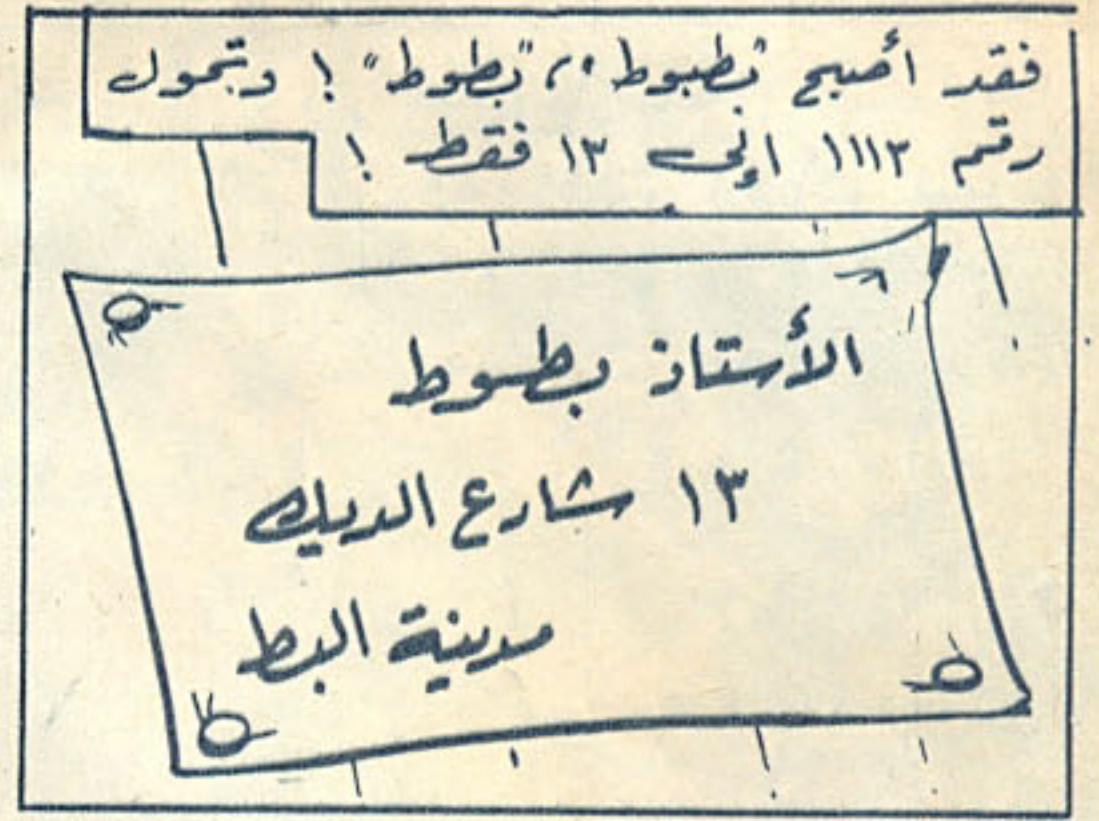 فقد أصبح "بطبوط"، "بطوط" ! وتحول
رقم ١١١٣ إلى ١٣ فقط !
الأستاذ بطوط
١٣ شارع الديك
مدينة البط